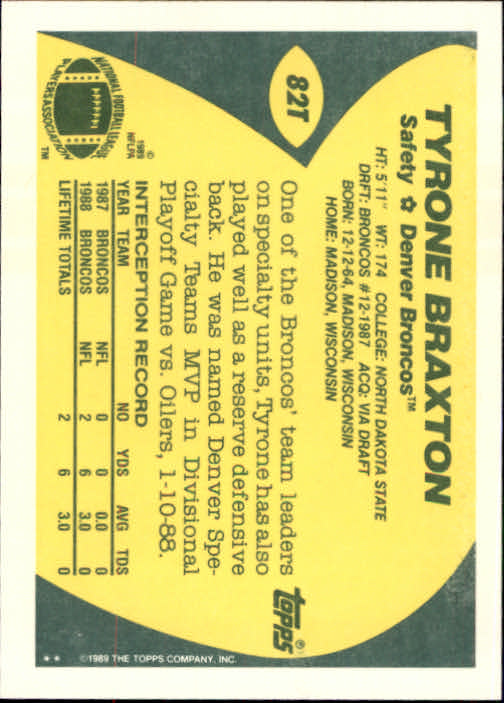 82T
TYRONE BRAXTON
Safety ☆ Denver Broncos™
HT: 5'11" WT: 174 COLLEGE: NORTH DAKOTA STATE
DRFT: BRONCOS #12-1987 ACQ: VIA DRAFT
BORN: 12-12-64, MADISON, WISCONSIN
HOME: MADISON, WISCONSIN
One of the Broncos' team leaders
on specialty units, Tyrone has also
played well as a reserve defensive
back. He was named Denver Spe-
cialty Teams MVP in Divisional
Playoff Game vs. Oilers, 1-10-88.
topps®
NATIONAL FOOTBALL LEAGUE
PLAYERS ASSOCIATION
TM
©
1989
NFLPA
INTERCEPTION RECORD
YEAR TEAM NO YDS AVG TDS
1987 BRONCOS NFL 0 0 0.0 0
1988 BRONCOS NFL 2 6 3.0 0
LIFETIME TOTALS 2 6 3.0 0
** ©1989 THE TOPPS COMPANY, INC.